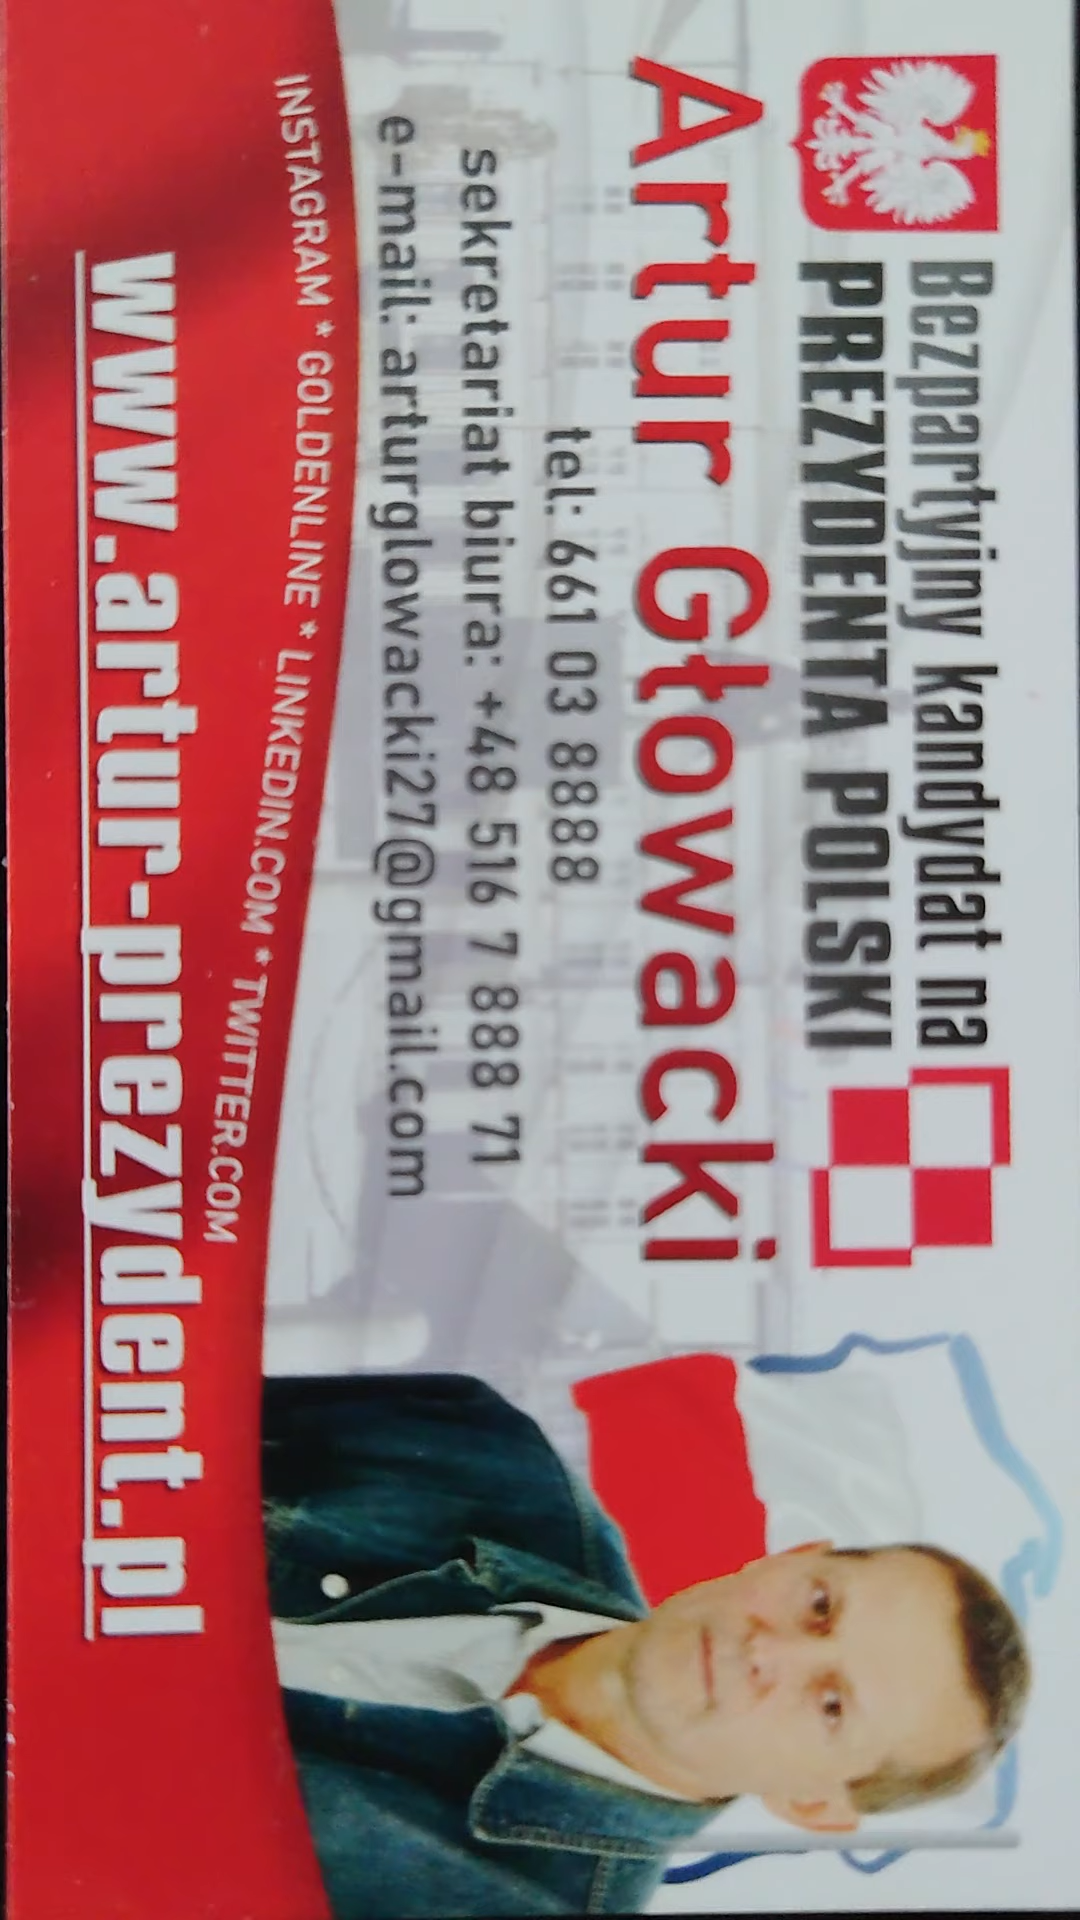 Bezpartyjny kandydat na
PREZYDENTA POLSKI
Artur Głowacki
tel: 661 03 8888
sekretariat biura: +48 516 7 888 71
e-mail: arturglowacki27@gmail.com
INSTAGRAM * GOLDENLINE * LINKEDIN.COM * TWITTER.COM
www.artur-prezydent.pl